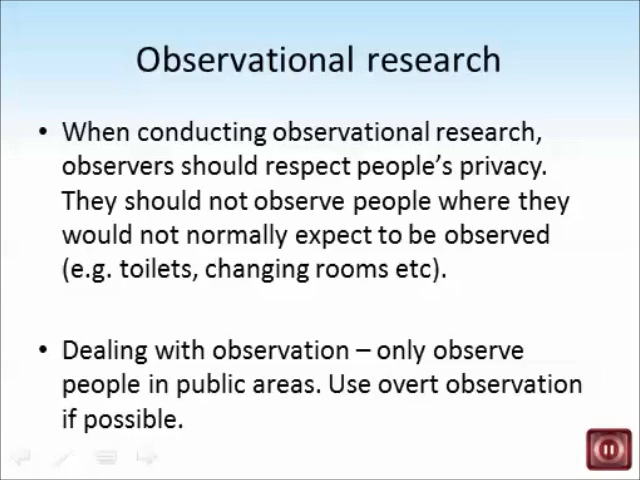 Observational research
• When conducting observational research,
observers should respect people's privacy.
They should not observe people where they
would not normally expect to be observed
(e.g. toilets, changing rooms etc).
• Dealing with observation – only observe
people in public areas. Use overt observation
if possible.